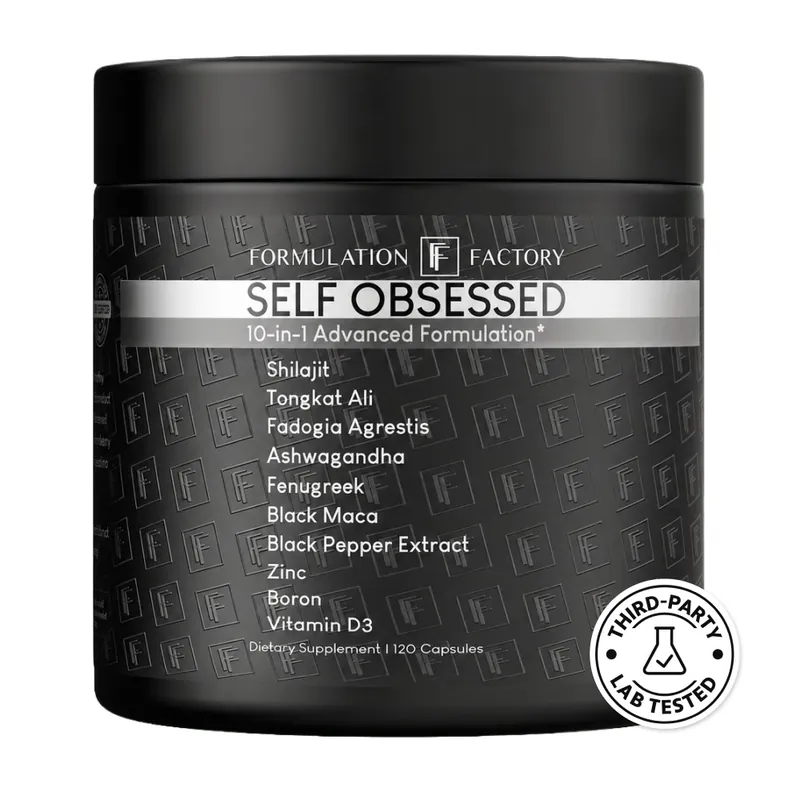 FORMULATION FF FACTORY
SELF OBSESSED
10-in-1 Advanced Formulation*
Shilajit
Tongkat Ali
Fadogia Agrestis
Ashwagandha
Fenugreek
Black Maca
Black Pepper Extract
Zinc
Boron
Vitamin D3
Dietary Supplement | 120 Capsules
THIRD-PARTY
LAB TESTED